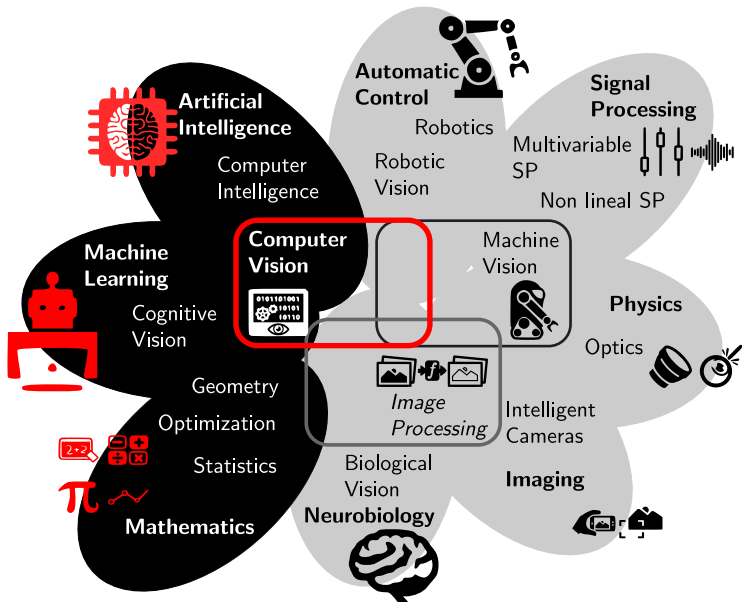 Artificial
Intelligence
Computer
Intelligence
Automatic
Control
Robotics
Robotic
Vision
Signal
Processing
Multivariable
SP
Non lineal SP
Machine
Learning
Cognitive
Vision
Computer
Vision
0101101001
10101
10110
Machine
Vision
Physics
Optics
Geometry
Optimization
Statistics
2+2
π
Mathematics
f
Image
Processing
Intelligent
Cameras
Imaging
Biological
Vision
Neurobiology